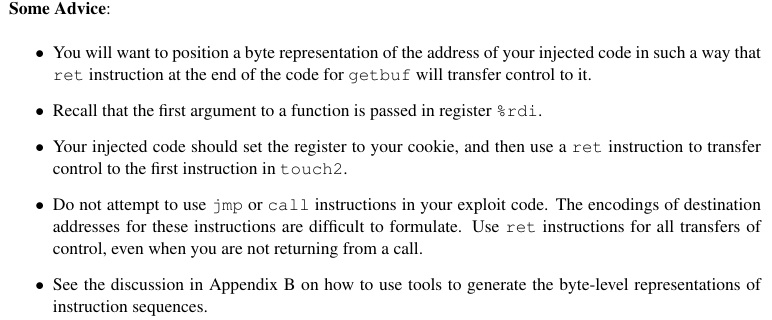 Some Advice:
• You will want to position a byte representation of the address of your injected code in such a way that
ret instruction at the end of the code for getbuf will transfer control to it.
• Recall that the first argument to a function is passed in register %rdi.
• Your injected code should set the register to your cookie, and then use a ret instruction to transfer
control to the first instruction in touch2.
• Do not attempt to use jmp or call instructions in your exploit code. The encodings of destination
addresses for these instructions are difficult to formulate. Use ret instructions for all transfers of
control, even when you are not returning from a call.
• See the discussion in Appendix B on how to use tools to generate the byte-level representations of
instruction sequences.